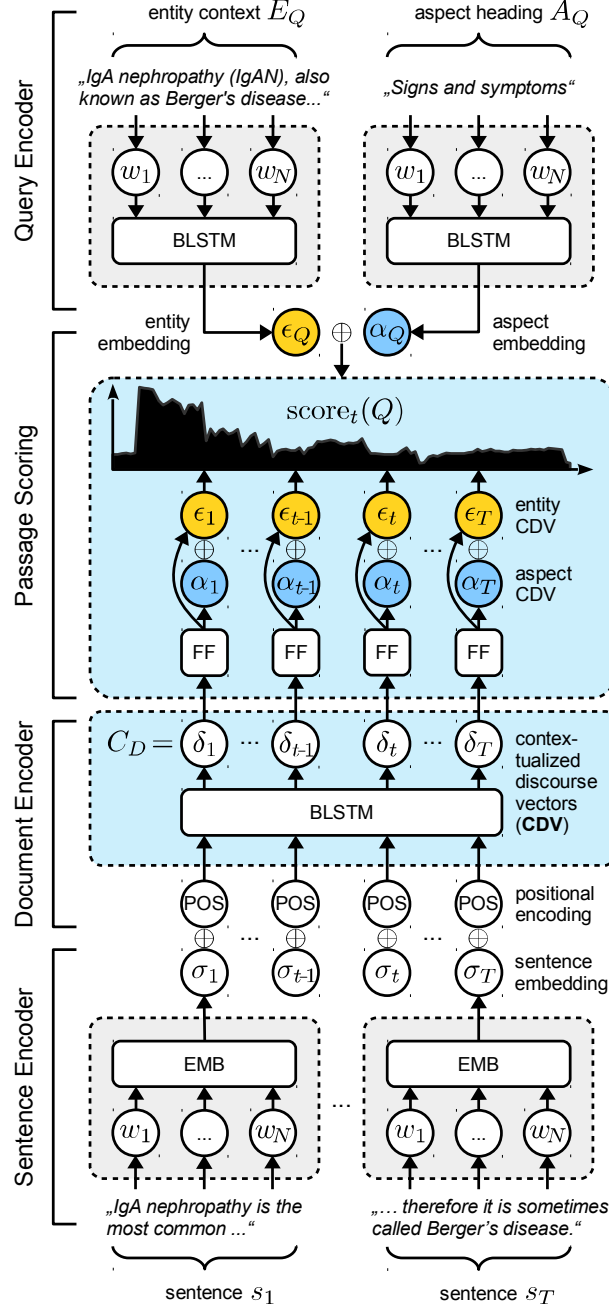 entity context E_Q
aspect heading A_Q
„IgA nephropathy (IgAN), also
known as Berger's disease...“
„Signs and symptoms“
w_1 ... w_N
w_1 ... w_N
BLSTM
BLSTM
Query Encoder
entity
embedding
ϵ_Q ⊕ α_Q
aspect
embedding
score_t(Q)
Passage Scoring
ϵ_1 ϵ_{t-1} ϵ_t ϵ_T
entity
CDV
⊕ ... ⊕ ⊕ ... ⊕
α_1 α_{t-1} α_t α_T
aspect
CDV
FF FF FF FF
C_D = δ_1 ... δ_{t-1} δ_t ... δ_T
contex-
tualized
discourse
vectors
(CDV)
BLSTM
Document Encoder
POS POS POS POS
positional
encoding
⊕ ... ⊕ ⊕ ... ⊕
σ_1 σ_{t-1} σ_t σ_T
sentence
embedding
Sentence Encoder
EMB
EMB
...
w_1 ... w_N
w_1 ... w_N
„IgA nephropathy is the
most common ...“
„... therefore it is sometimes
called Berger’s disease.“
sentence s_1
sentence s_T